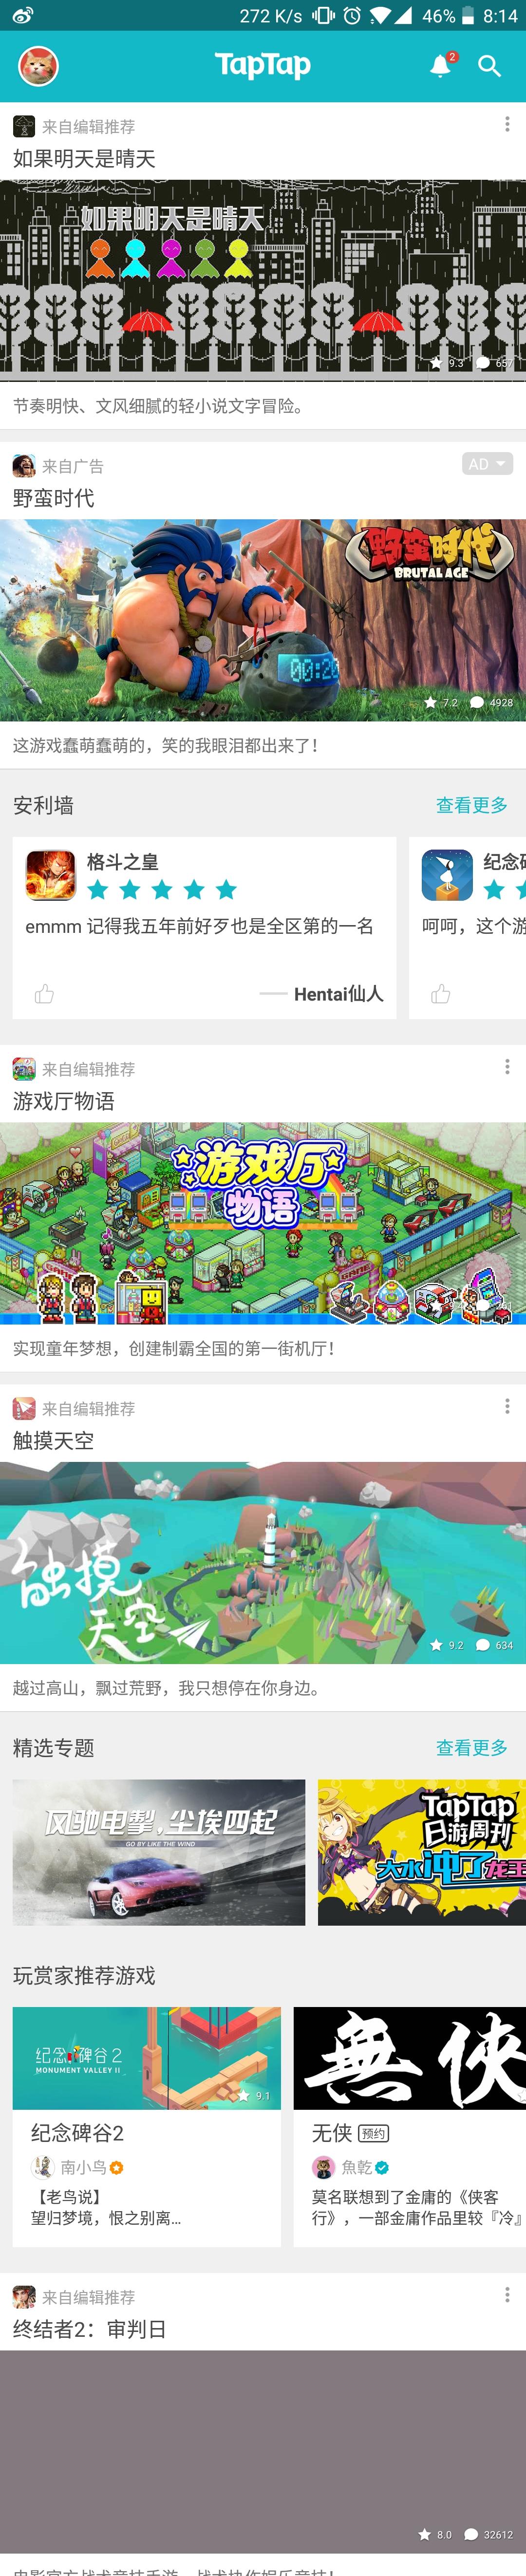 272 K/s 46% 8:14
TapTap
2
来自编辑推荐
如果明天是晴天
如果明天是晴天
9.3 657
节奏明快、文风细腻的轻小说文字冒险。
来自广告
AD
野蛮时代
野蛮时代
BRUTAL AGE
00:2
7.2 4928
这游戏蠢萌蠢萌的，笑的我眼泪都出来了！
安利墙 查看更多
格斗之皇
emmm 记得我五年前好歹也是全区第的一名
Hentai仙人
纪念碑
呵呵，这个游
来自编辑推荐
游戏厅物语
游戏厅
物语
实现童年梦想，创建制霸全国的第一街机厅！
来自编辑推荐
触摸天空
触摸
天空
9.2 634
越过高山，飘过荒野，我只想停在你身边。
精选专题 查看更多
风驰电掣，尘埃四起
GO BY LIKE THE WIND
TapTap
日游周刊
大水冲了龙王
玩赏家推荐游戏
纪念碑谷2
MONUMENT VALLEY II
9.1
纪念碑谷2
南小鸟
【老鸟说】
望归梦境，恨之别离...
無侠
无侠 预约
魚乾
莫名联想到了金庸的《侠客
行》，一部金庸作品里较『冷』
来自编辑推荐
终结者2：审判日
8.0 32612